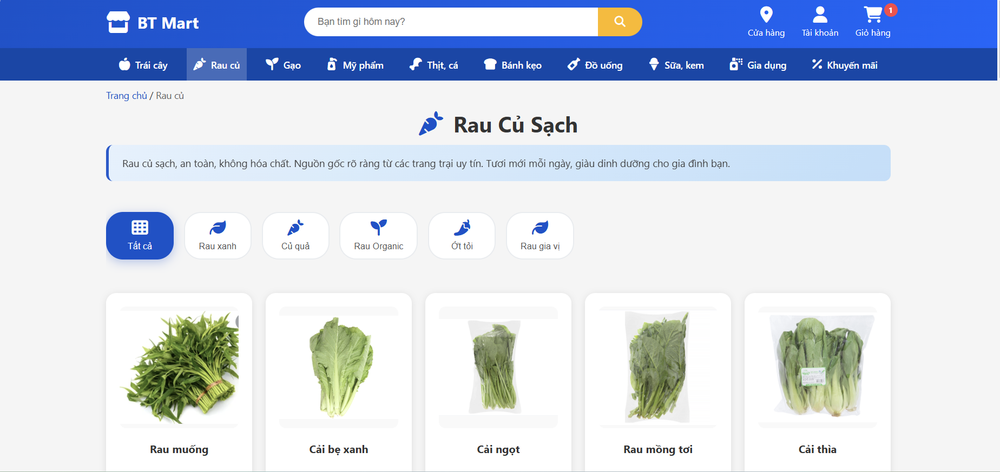 BT Mart
Bạn tìm gì hôm nay?
Cửa hàng
Tài khoản
1
Giỏ hàng
Trái cây
Rau củ
Gạo
Mỹ phẩm
Thịt, cá
Bánh kẹo
Đồ uống
Sữa, kem
Gia dụng
Khuyến mãi
Trang chủ / Rau củ
Rau Củ Sạch
Rau củ sạch, an toàn, không hóa chất. Nguồn gốc rõ ràng từ các trang trại uy tín. Tươi mới mỗi ngày, giàu dinh dưỡng cho gia đình bạn.
Tất cả
Rau xanh
Củ quả
Rau Organic
Ớt tỏi
Rau gia vị
Rau muống
Cải bẹ xanh
Cải ngọt
Rau mồng tơi
Cải thìa